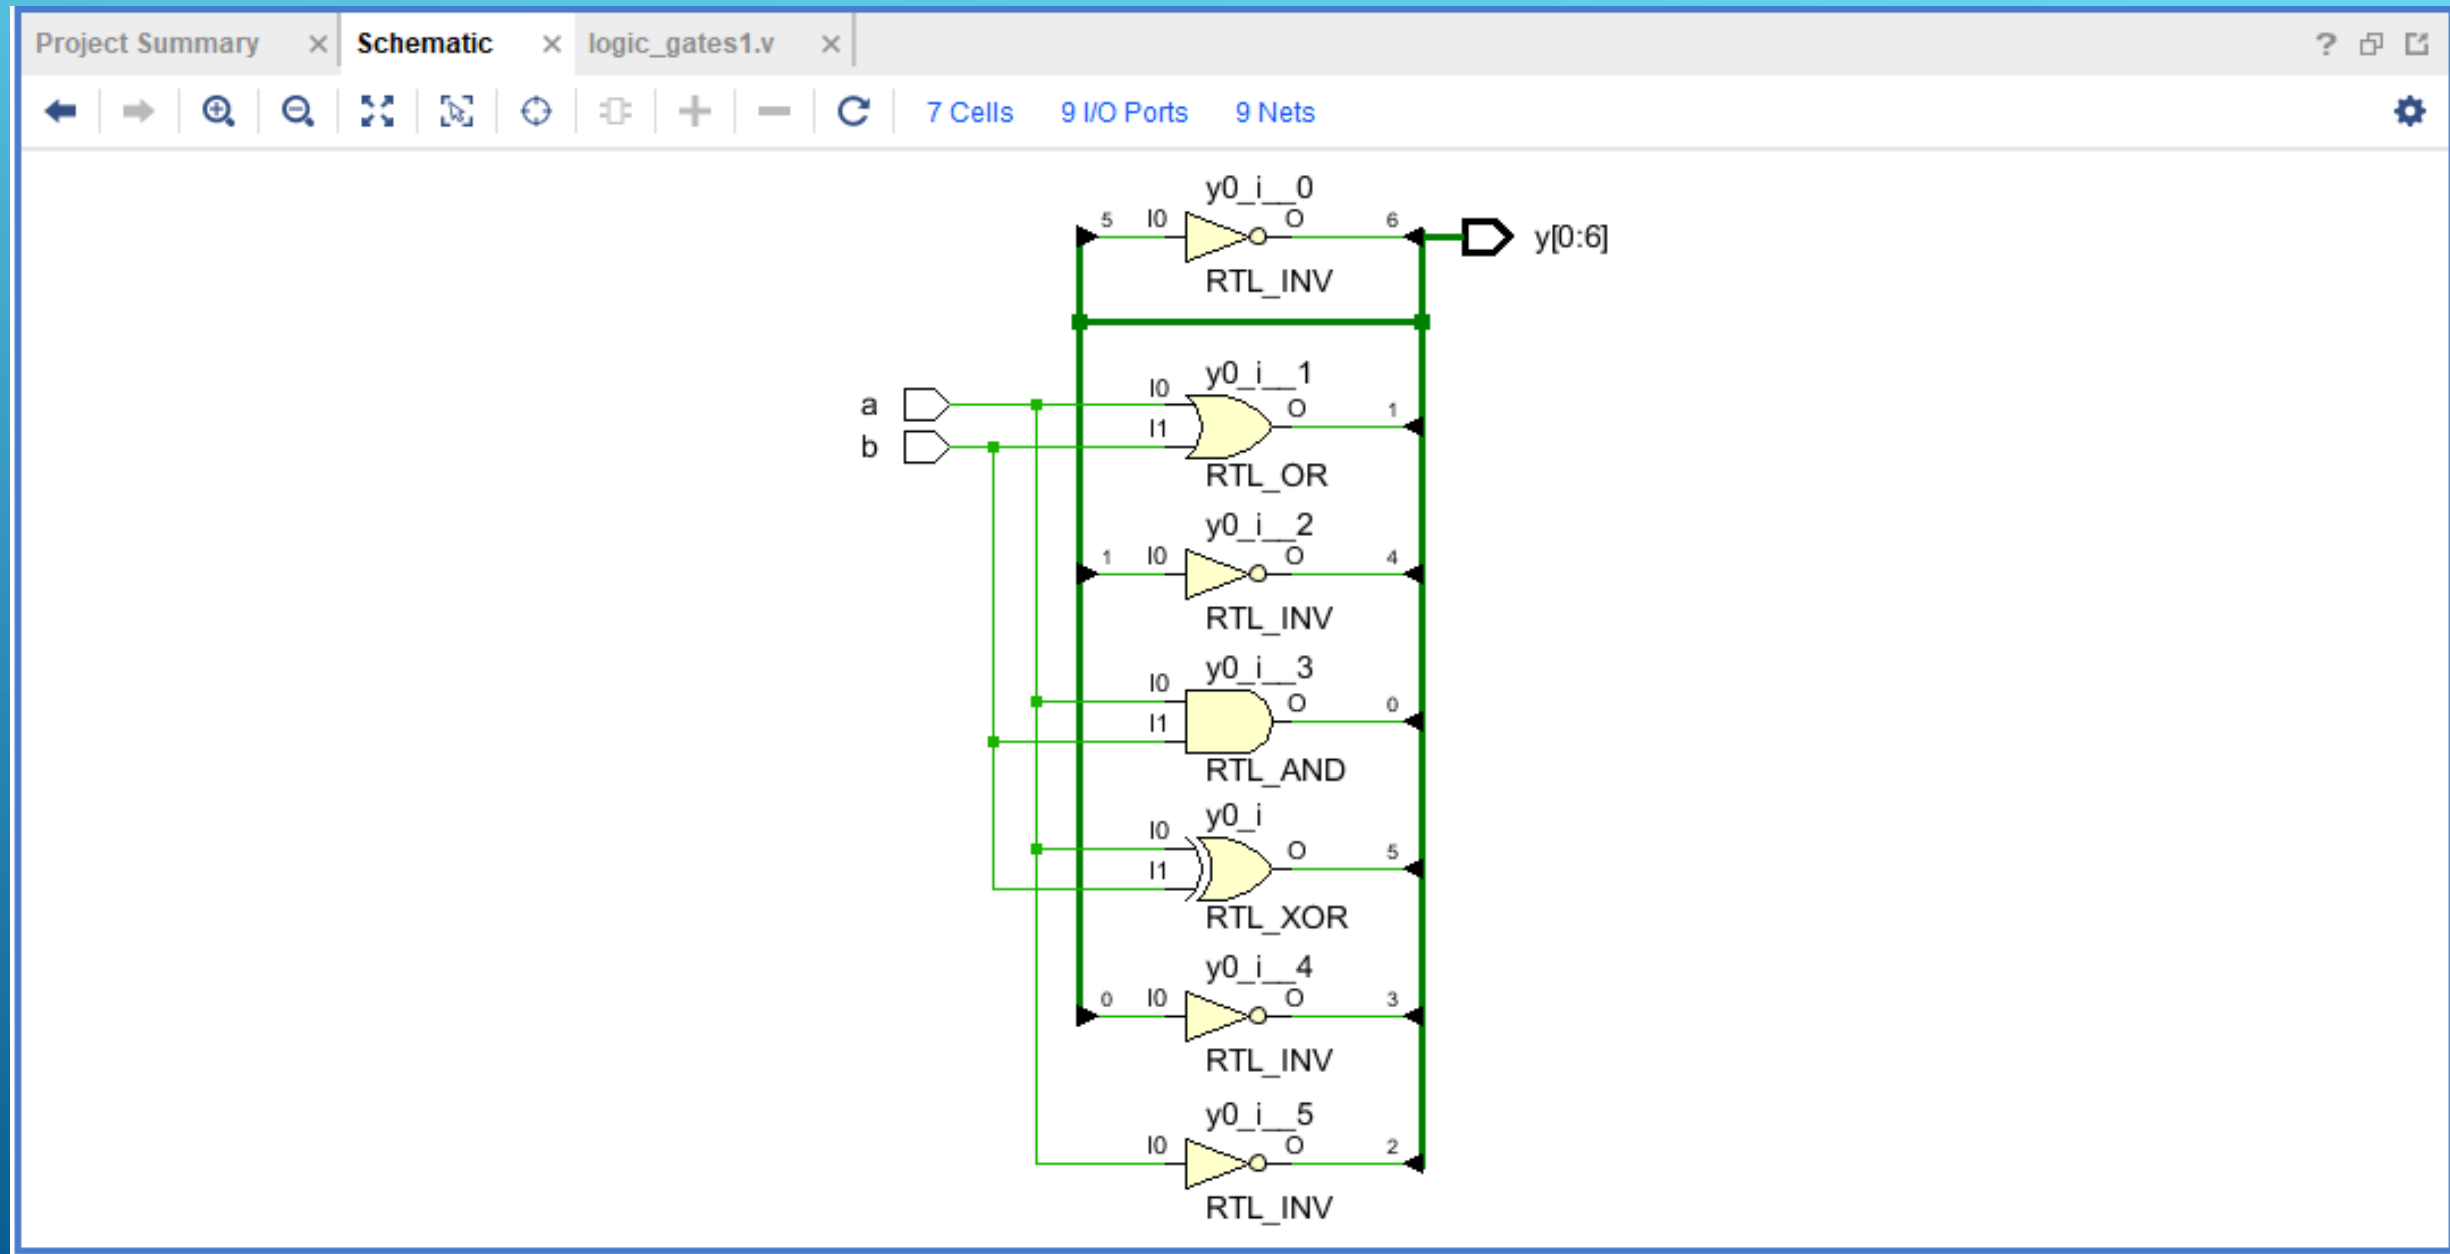 Project Summary Schematic logic_gates1.v ?
7 Cells 9 I/O Ports 9 Nets
y0_i__0
5 I0 O 6
y[0:6]
RTL_INV
y0_i__1
a I0 O 1
b I1
RTL_OR
y0_i__2
1 I0 O 4
RTL_INV
y0_i__3
I0 O 0
I1
RTL_AND
y0_i
I0 O 5
I1
RTL_XOR
y0_i__4
0 I0 O 3
RTL_INV
y0_i__5
I0 O 2
RTL_INV